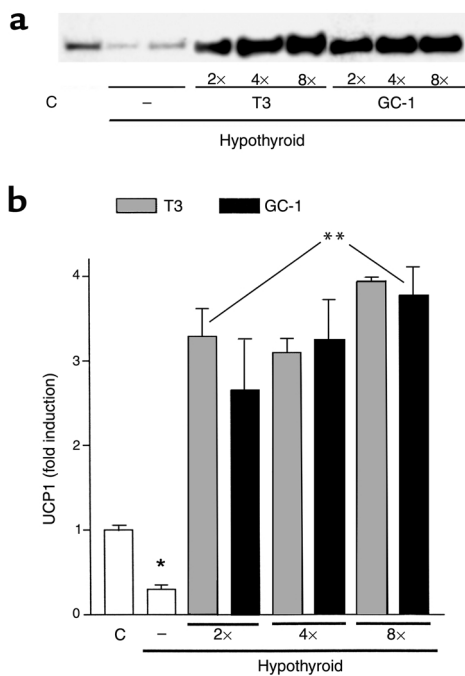 a
2× 4× 8× 2× 4× 8×
C – T3 GC-1
Hypothyroid
b
T3 GC-1
**
4
3
1
0
UCP1 (fold induction)
*
C – 2× 4× 8×
Hypothyroid